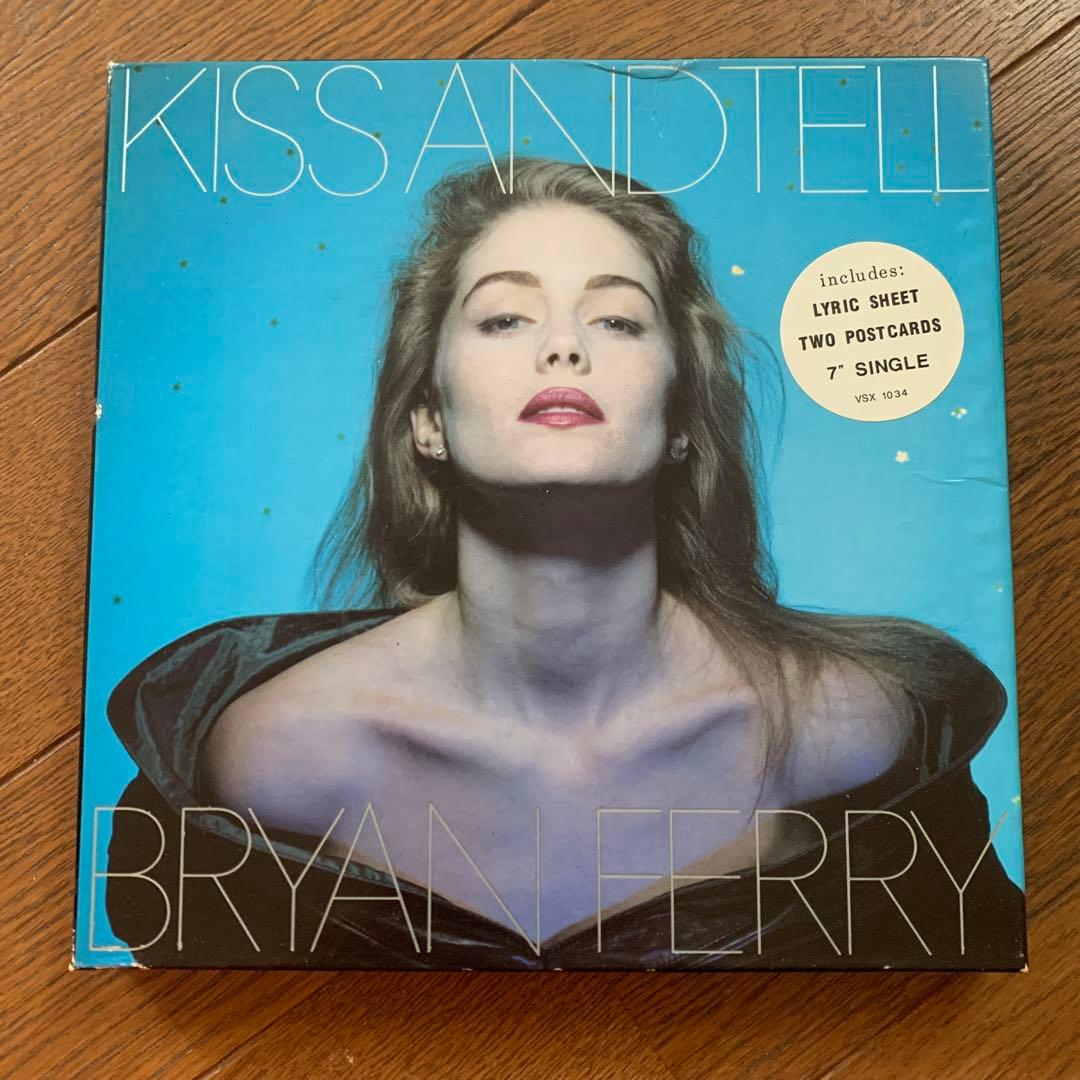 KISS AND TELL
includes:
LYRIC SHEET
TWO POSTCARDS
7" SINGLE
VSX 1034
BRYAN FERRY